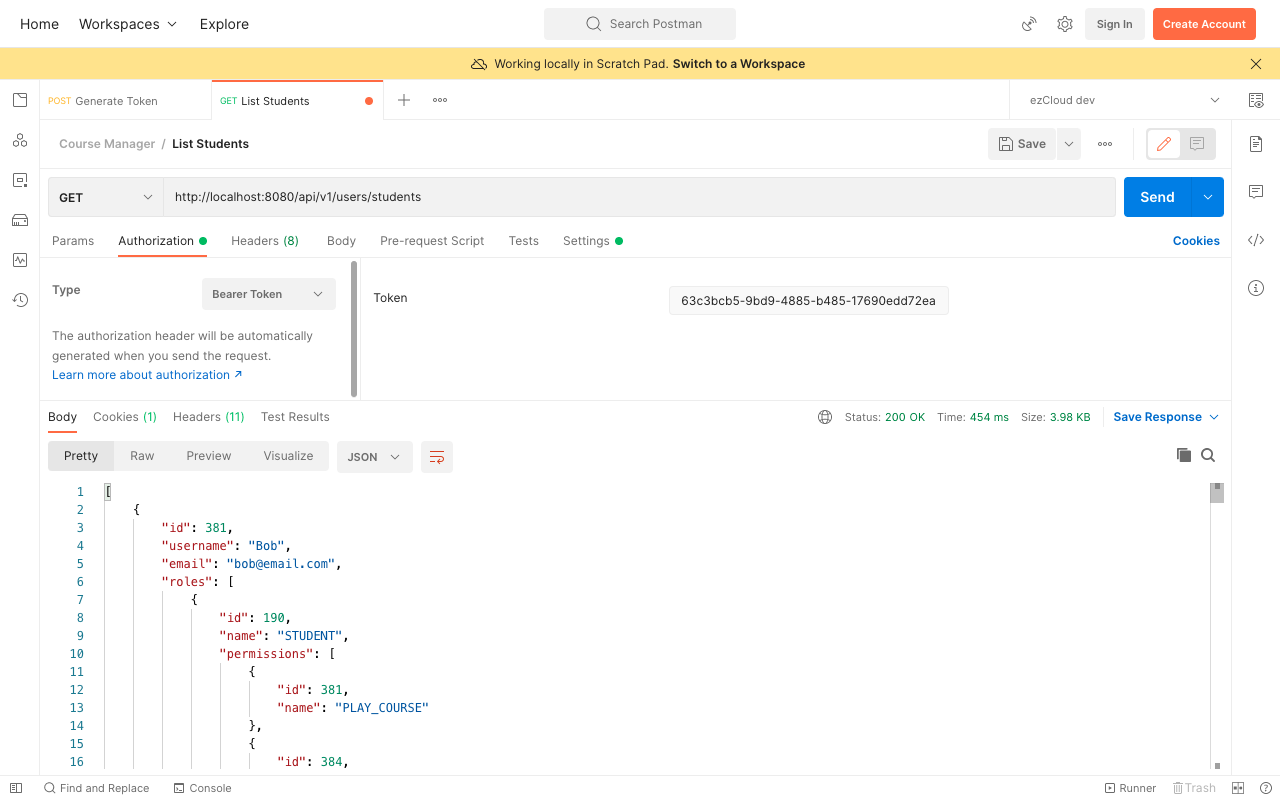 Home Workspaces Explore Search Postman Sign In Create Account
Working locally in Scratch Pad. Switch to a Workspace
POST Generate Token GET List Students ezCloud dev
Course Manager / List Students Save
GET http://localhost:8080/api/v1/users/students Send
Params Authorization Headers (8) Body Pre-request Script Tests Settings Cookies
Type Bearer Token Token 63c3bcb5-9bd9-4885-b485-17690edd72ea
The authorization header will be automatically
generated when you send the request.
Learn more about authorization ↗
Body Cookies (1) Headers (11) Test Results Status: 200 OK Time: 454 ms Size: 3.98 KB Save Response
Pretty Raw Preview Visualize JSON
1 [
2 {
3 "id": 381,
4 "username": "Bob",
5 "email": "bob@email.com",
6 "roles": [
7 {
8 "id": 190,
9 "name": "STUDENT",
10 "permissions": [
11 {
12 "id": 381,
13 "name": "PLAY_COURSE"
14 },
15 {
16 "id": 384,
Find and Replace Console Runner Trash